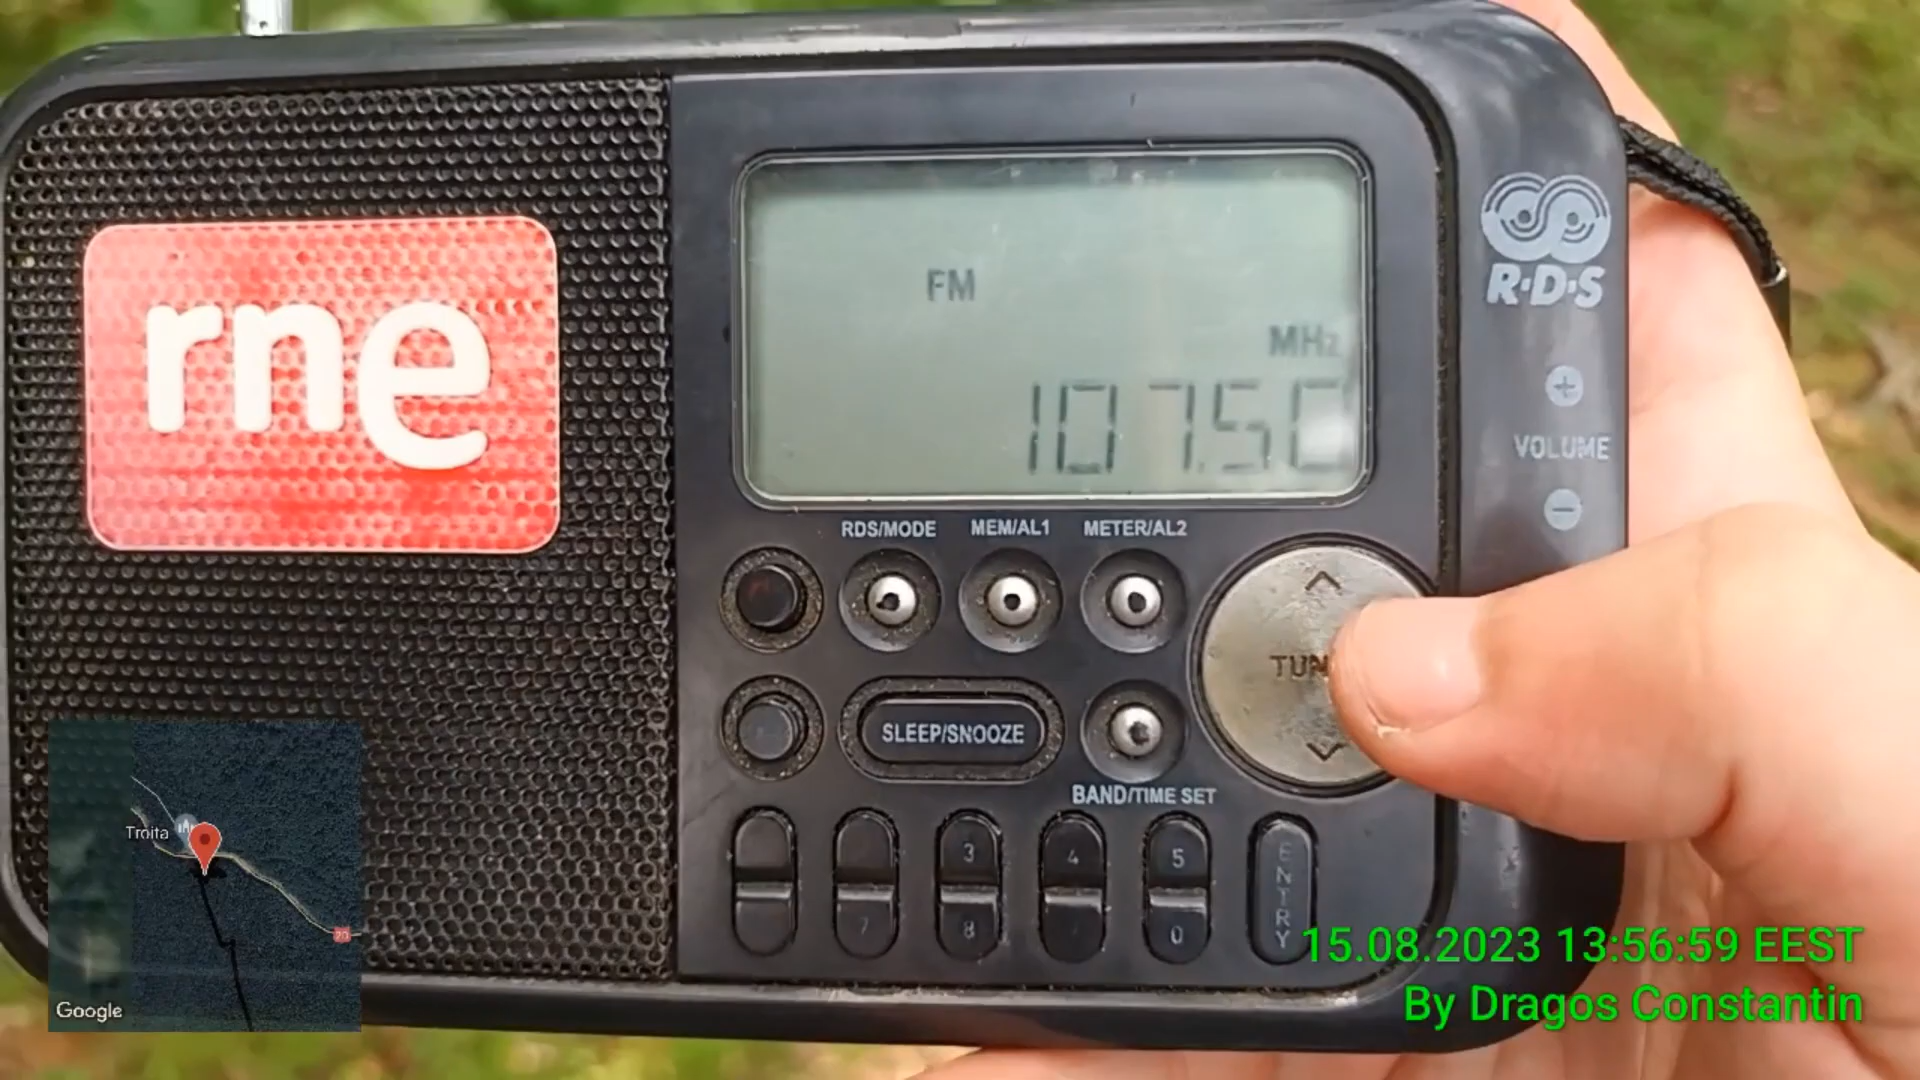 rne
FM
MHz
107.50
R·D·S
+
VOLUME
−
RDS/MODE MEM/AL1 METER/AL2
TUN
SLEEP/SNOOZE
BAND/TIME SET
3 4 5
7 8 0
ENTRY
Troita
20
Google
15.08.2023 13:56:59 EEST
By Dragos Constantin